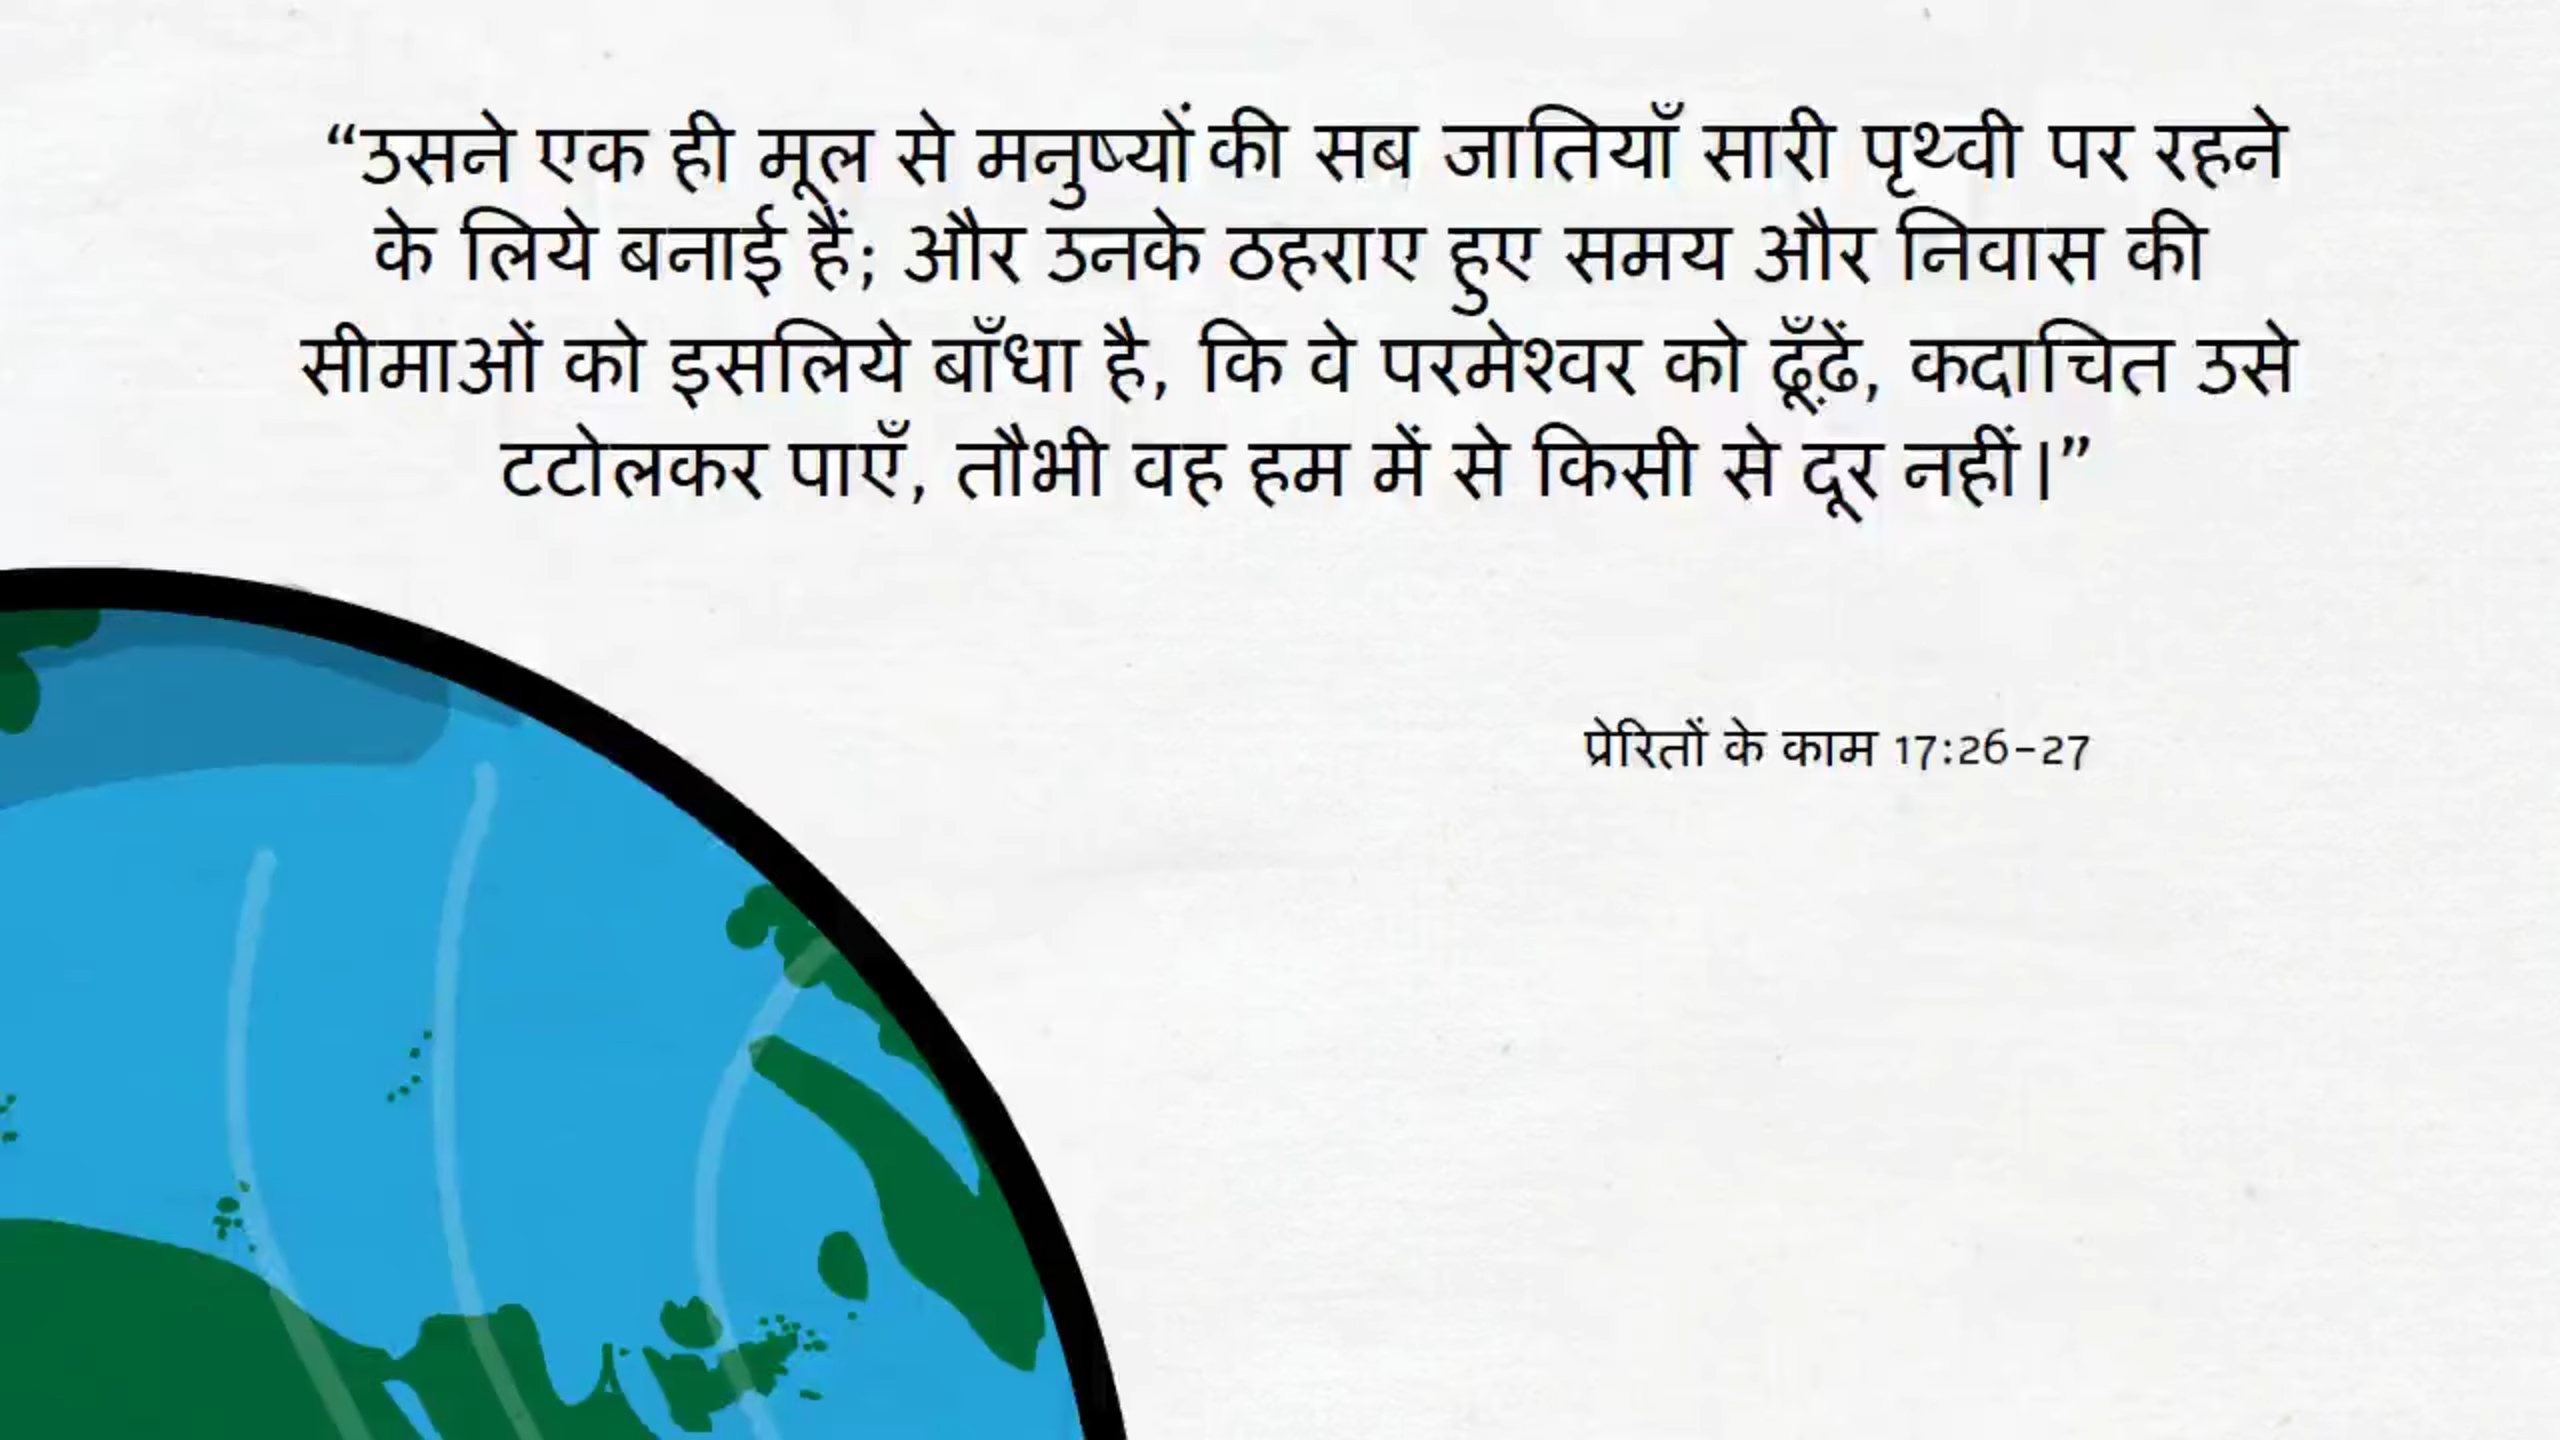 “उसने एक ही मूल से मनुष्यों की सब जातियाँ सारी पृथ्वी पर रहने
के लिये बनाई हैं; और उनके ठहराए हुए समय और निवास की
सीमाओं को इसलिये बाँधा है, कि वे परमेश्वर को ढूँढ़ें, कदाचित उसे
टटोलकर पाएँ, तौभी वह हम में से किसी से दूर नहीं।”
प्रेरितों के काम 17:26-27